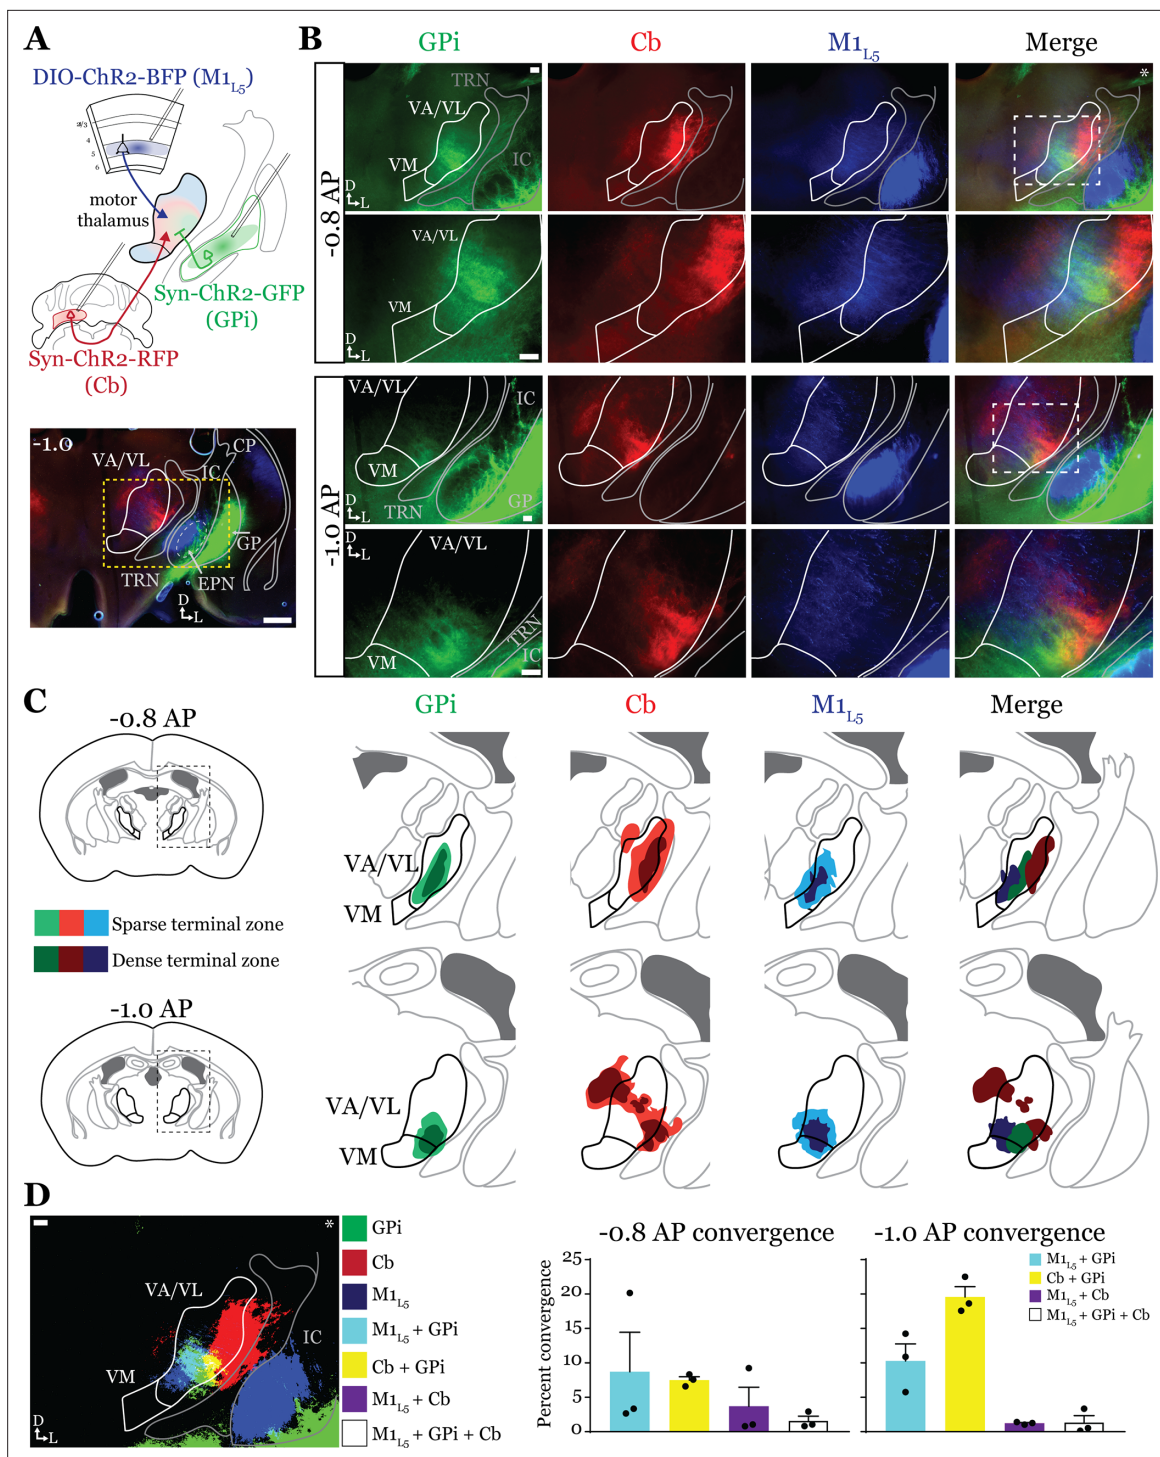 A
DIO-ChR2-BFP (M1L5)
2/3
4
5
6
motor
thalamus
Syn-ChR2-GFP
(GPi)
Syn-ChR2-RFP
(Cb)
-1.0
CP
VA/VL
IC
GP
TRN
EPN
D
L
B
GPi
Cb
M1L5
Merge
-0.8 AP
TRN
VA/VL
VM
IC
D
L
*
VA/VL
VM
D
L
-1.0 AP
VA/VL
IC
VM
GP
D
L
TRN
D
L
VA/VL
TRN
VM
IC
C
-0.8 AP
GPi
Cb
M1L5
Merge
VA/VL
VM
Sparse terminal zone
Dense terminal zone
-1.0 AP
VA/VL
VM
D
*
VA/VL
IC
VM
D
L
GPi
Cb
M1L5
M1L5 + GPi
Cb + GPi
M1L5 + Cb
M1L5 + GPi + Cb
-0.8 AP convergence
-1.0 AP convergence
Percent convergence
25
20
15
10
5
0
M1L5 + GPi
Cb + GPi
M1L5 + Cb
M1L5 + GPi + Cb